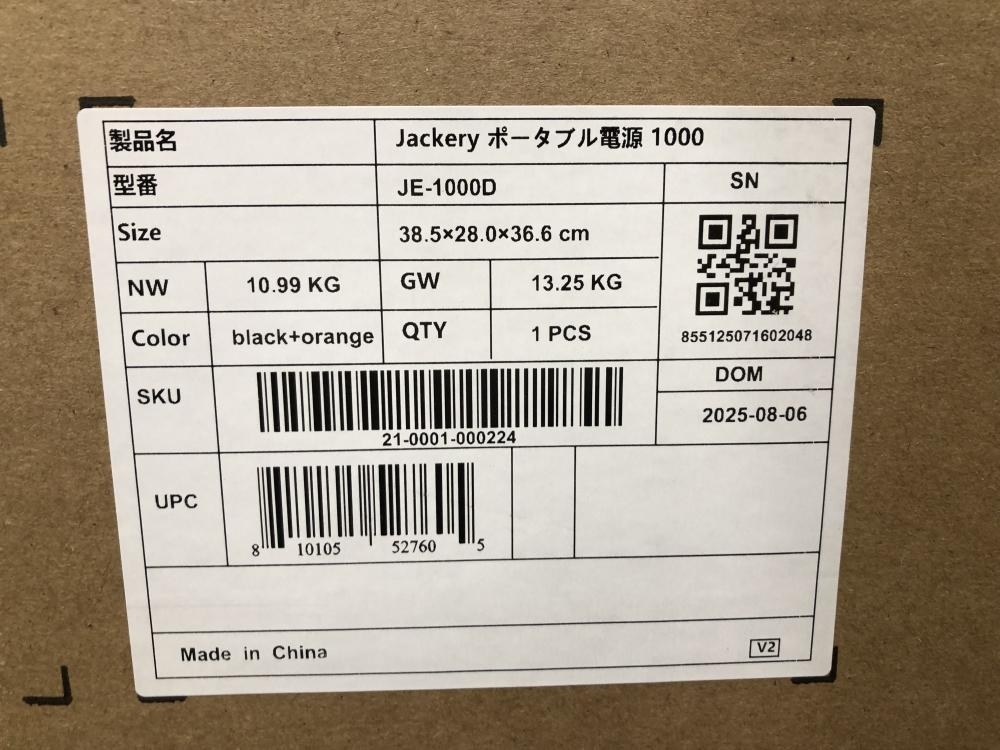 製品名 Jackery ポータブル電源 1000
型番 JE-1000D SN
Size 38.5×28.0×36.6 cm
NW 10.99 KG GW 13.25 KG
855125071602048
Color black+orange QTY 1 PCS
DOM
SKU
2025-08-06
21-0001-000224
UPC
8 10105 52760 5
Made in China V2